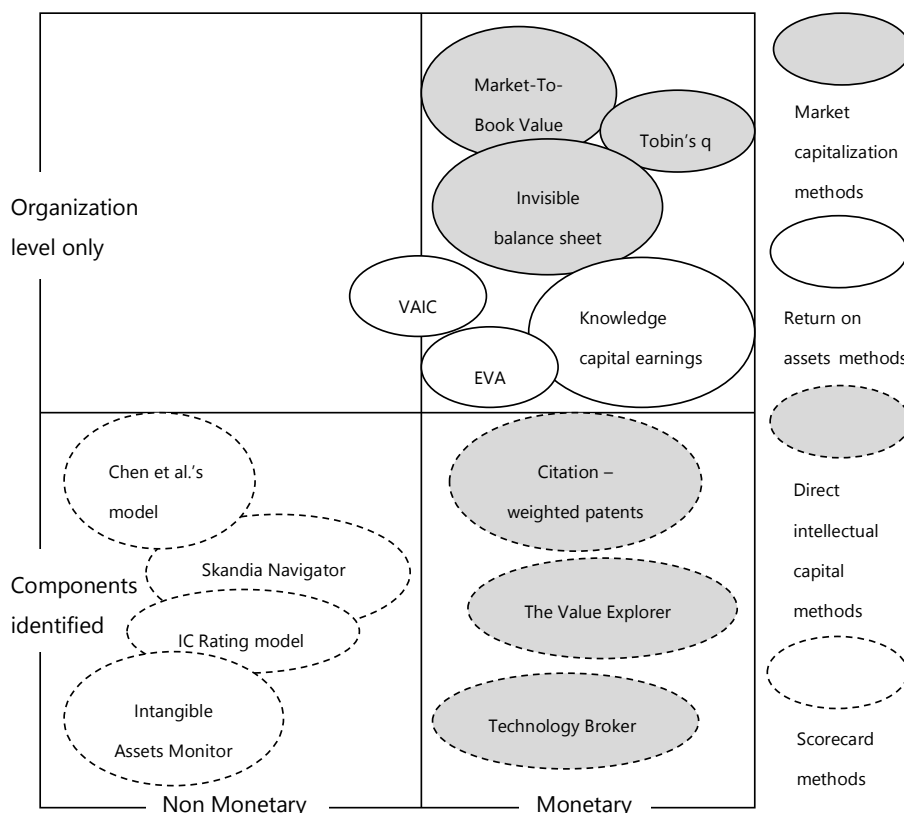 Market-To-
Book Value
Tobin's q
Invisible
balance sheet
VAIC
EVA
Knowledge
capital earnings
Organization
level only
Chen et al.'s
model
Skandia Navigator
IC Rating model
Intangible
Assets Monitor
Citation –
weighted patents
The Value Explorer
Technology Broker
Components
identified
Non Monetary
Monetary
Market
capitalization
methods
Return on
assets methods
Direct
intellectual
capital
methods
Scorecard
methods